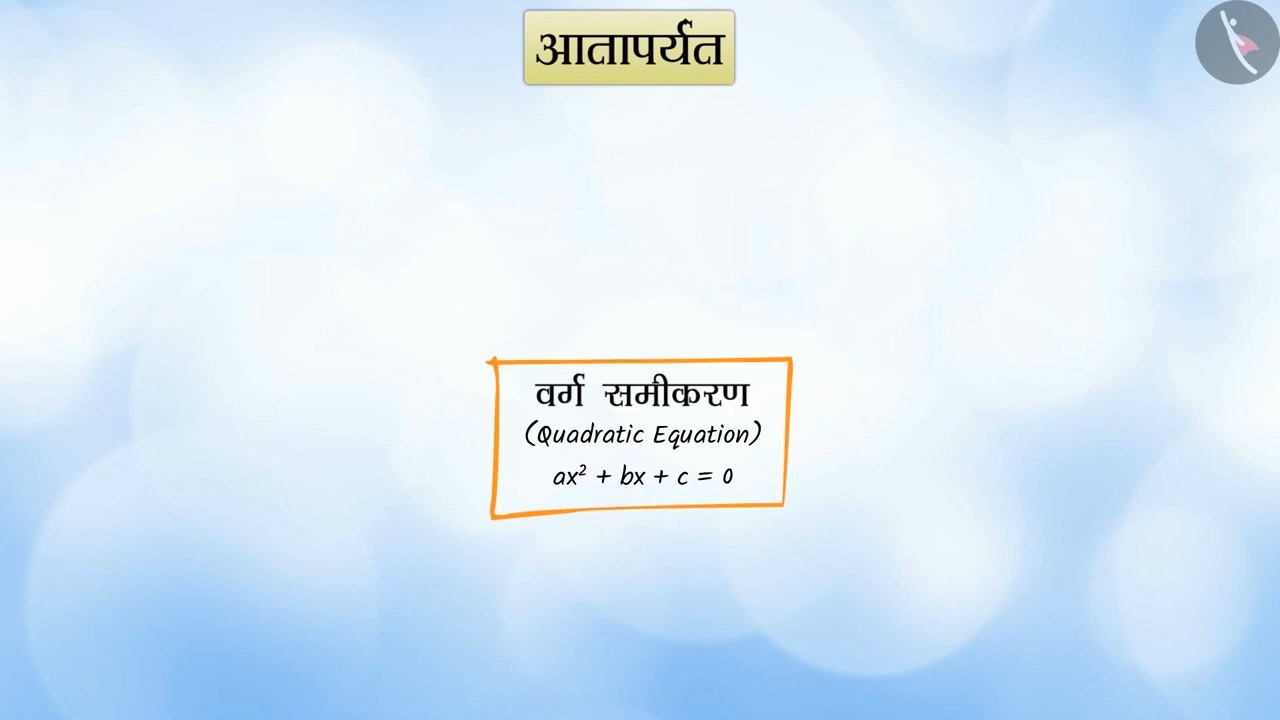 आतापर्यंत
वर्ग समीकरण
(Quadratic Equation)
ax² + bx + c = 0